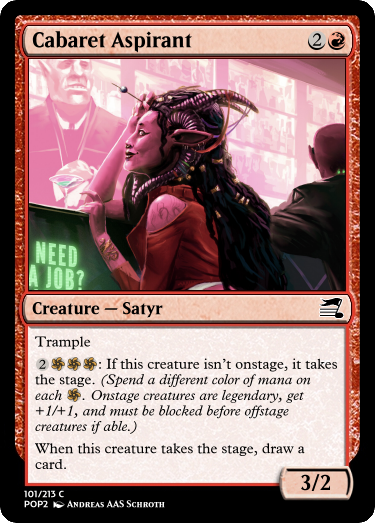 Cabaret Aspirant 2
NEED
A JOB?
Creature — Satyr
Trample
2: If this creature isn't onstage, it takes
the stage. (Spend a different color of mana on
each . Onstage creatures are legendary, get
+1/+1, and must be blocked before offstage
creatures if able.)
When this creature takes the stage, draw a
card.
3/2
101/213 C
POP2 Andreas AAS Schroth